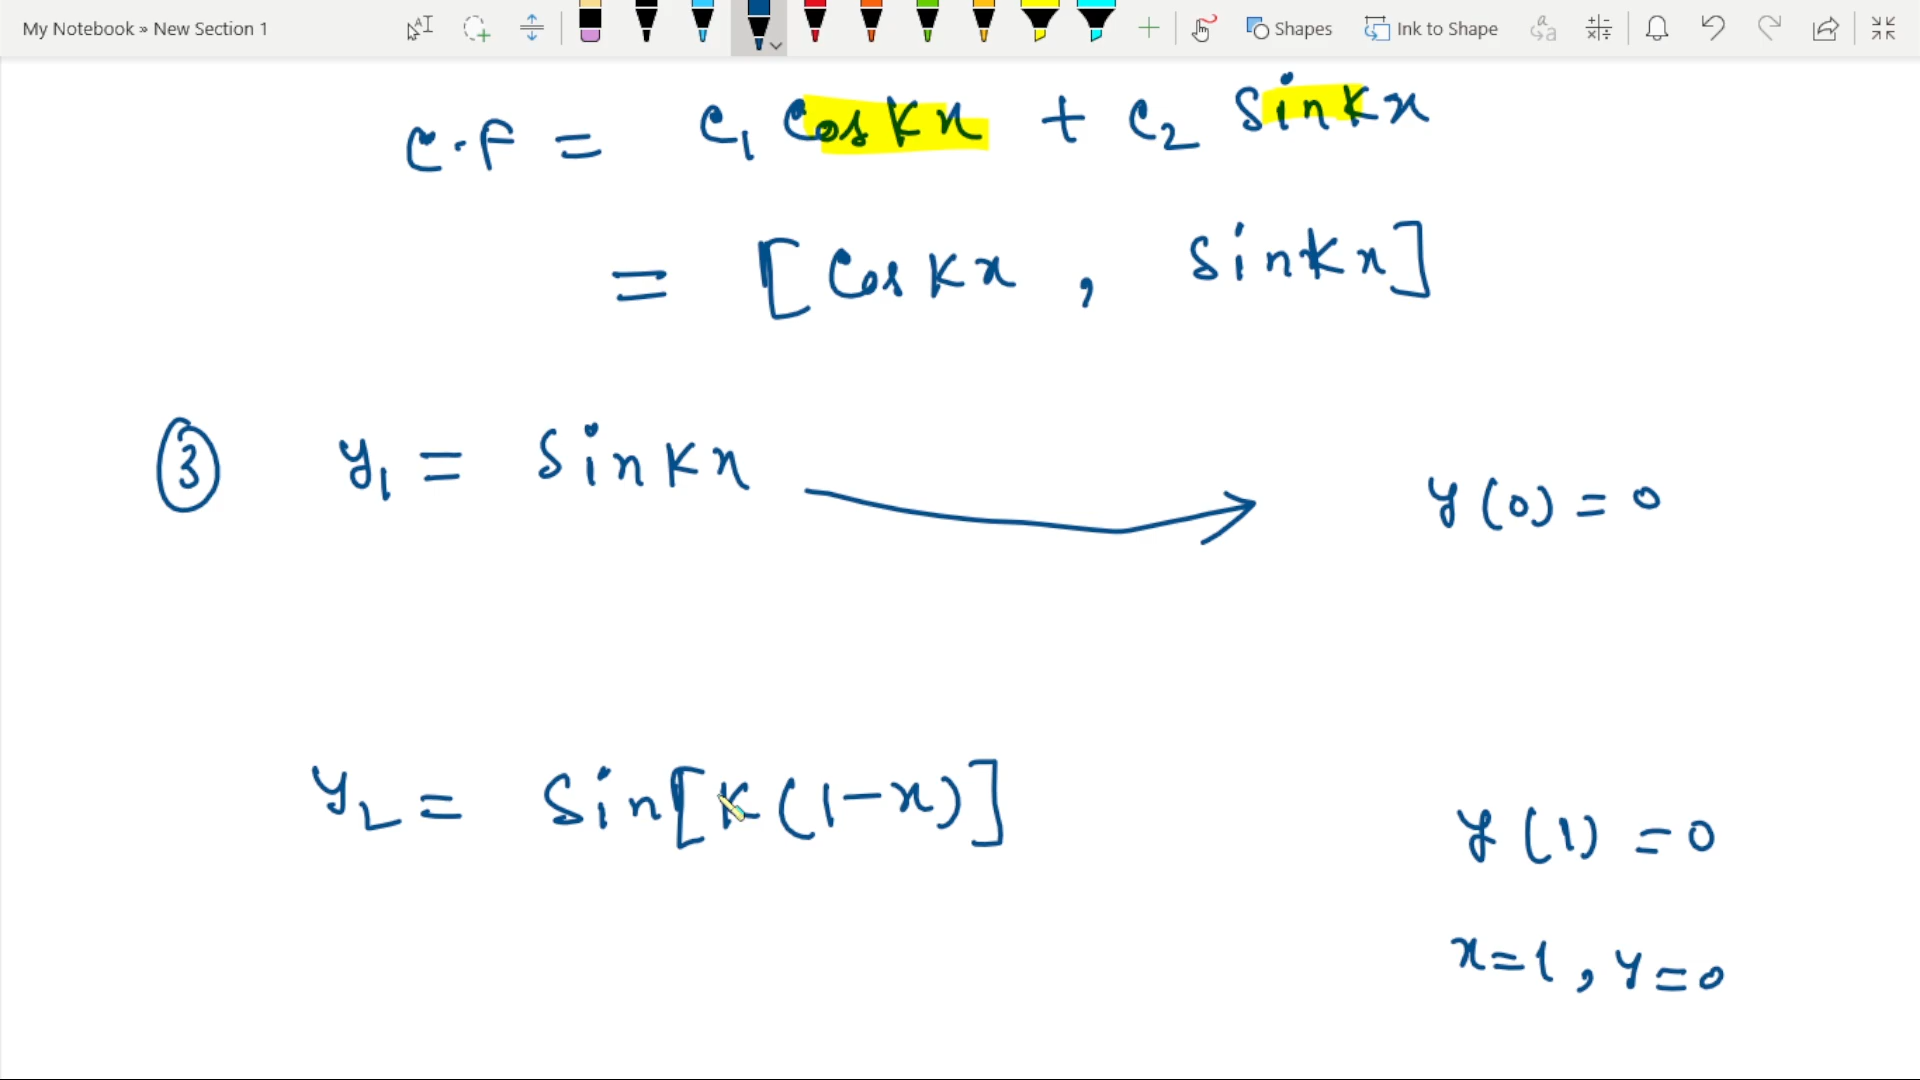 My Notebook » New Section 1
Shapes
Ink to Shape
C.F = C₁ Cos Kx + C₂ Sin Kx
= [Cos Kx , Sin Kx]
③ y₁ = Sin Kx → y(0) = 0
y₂ = Sin[K(1-x)] y(1) = 0
x=1, y=0